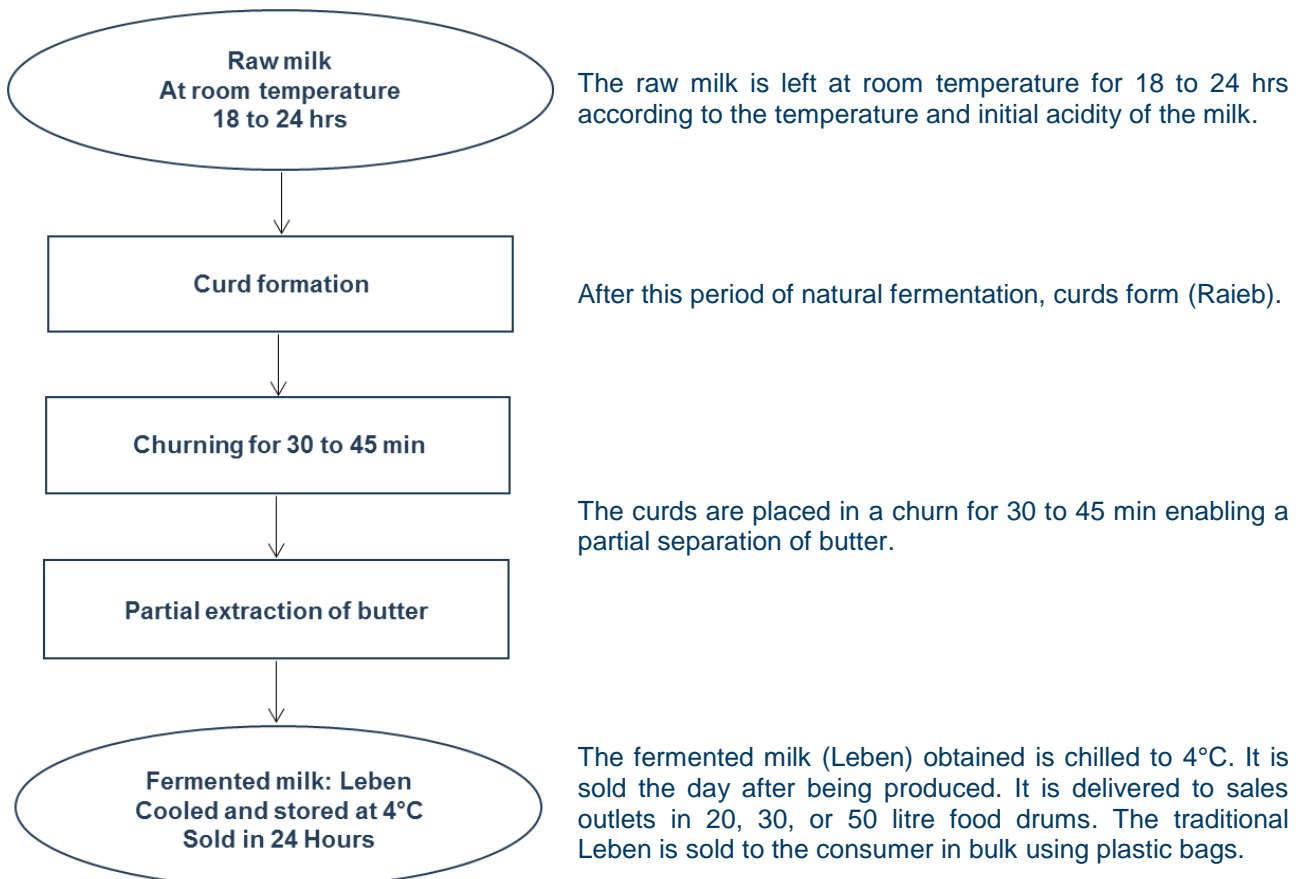 Raw milk
At room temperature
18 to 24 hrs
The raw milk is left at room temperature for 18 to 24 hrs
according to the temperature and initial acidity of the milk.
Curd formation
After this period of natural fermentation, curds form (Raieb).
Churning for 30 to 45 min
The curds are placed in a churn for 30 to 45 min enabling a
partial separation of butter.
Partial extraction of butter
Fermented milk: Leben
Cooled and stored at 4°C
Sold in 24 Hours
The fermented milk (Leben) obtained is chilled to 4°C. It is
sold the day after being produced. It is delivered to sales
outlets in 20, 30, or 50 litre food drums. The traditional
Leben is sold to the consumer in bulk using plastic bags.